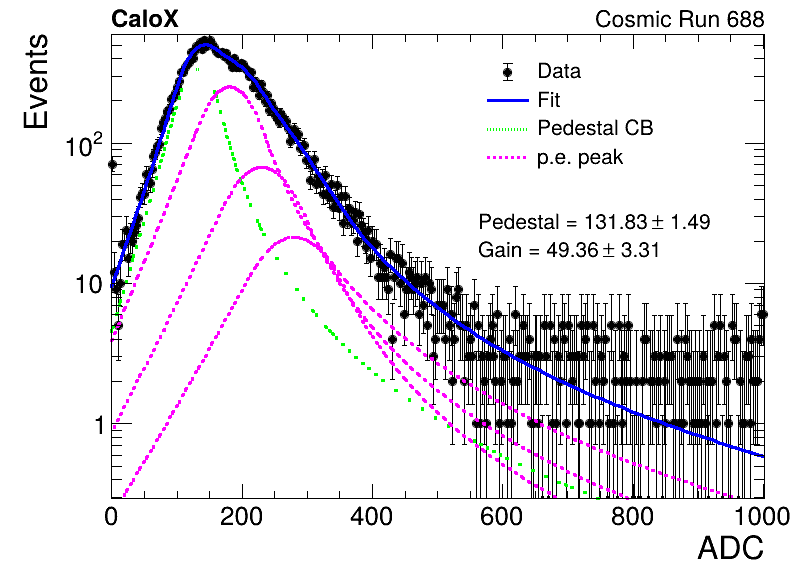 CaloX
Cosmic Run 688
Events
Data
Fit
Pedestal CB
p.e. peak
Pedestal = 131.83 ± 1.49
Gain = 49.36 ± 3.31
10²
10
1
0 200 400 600 800 1000
ADC